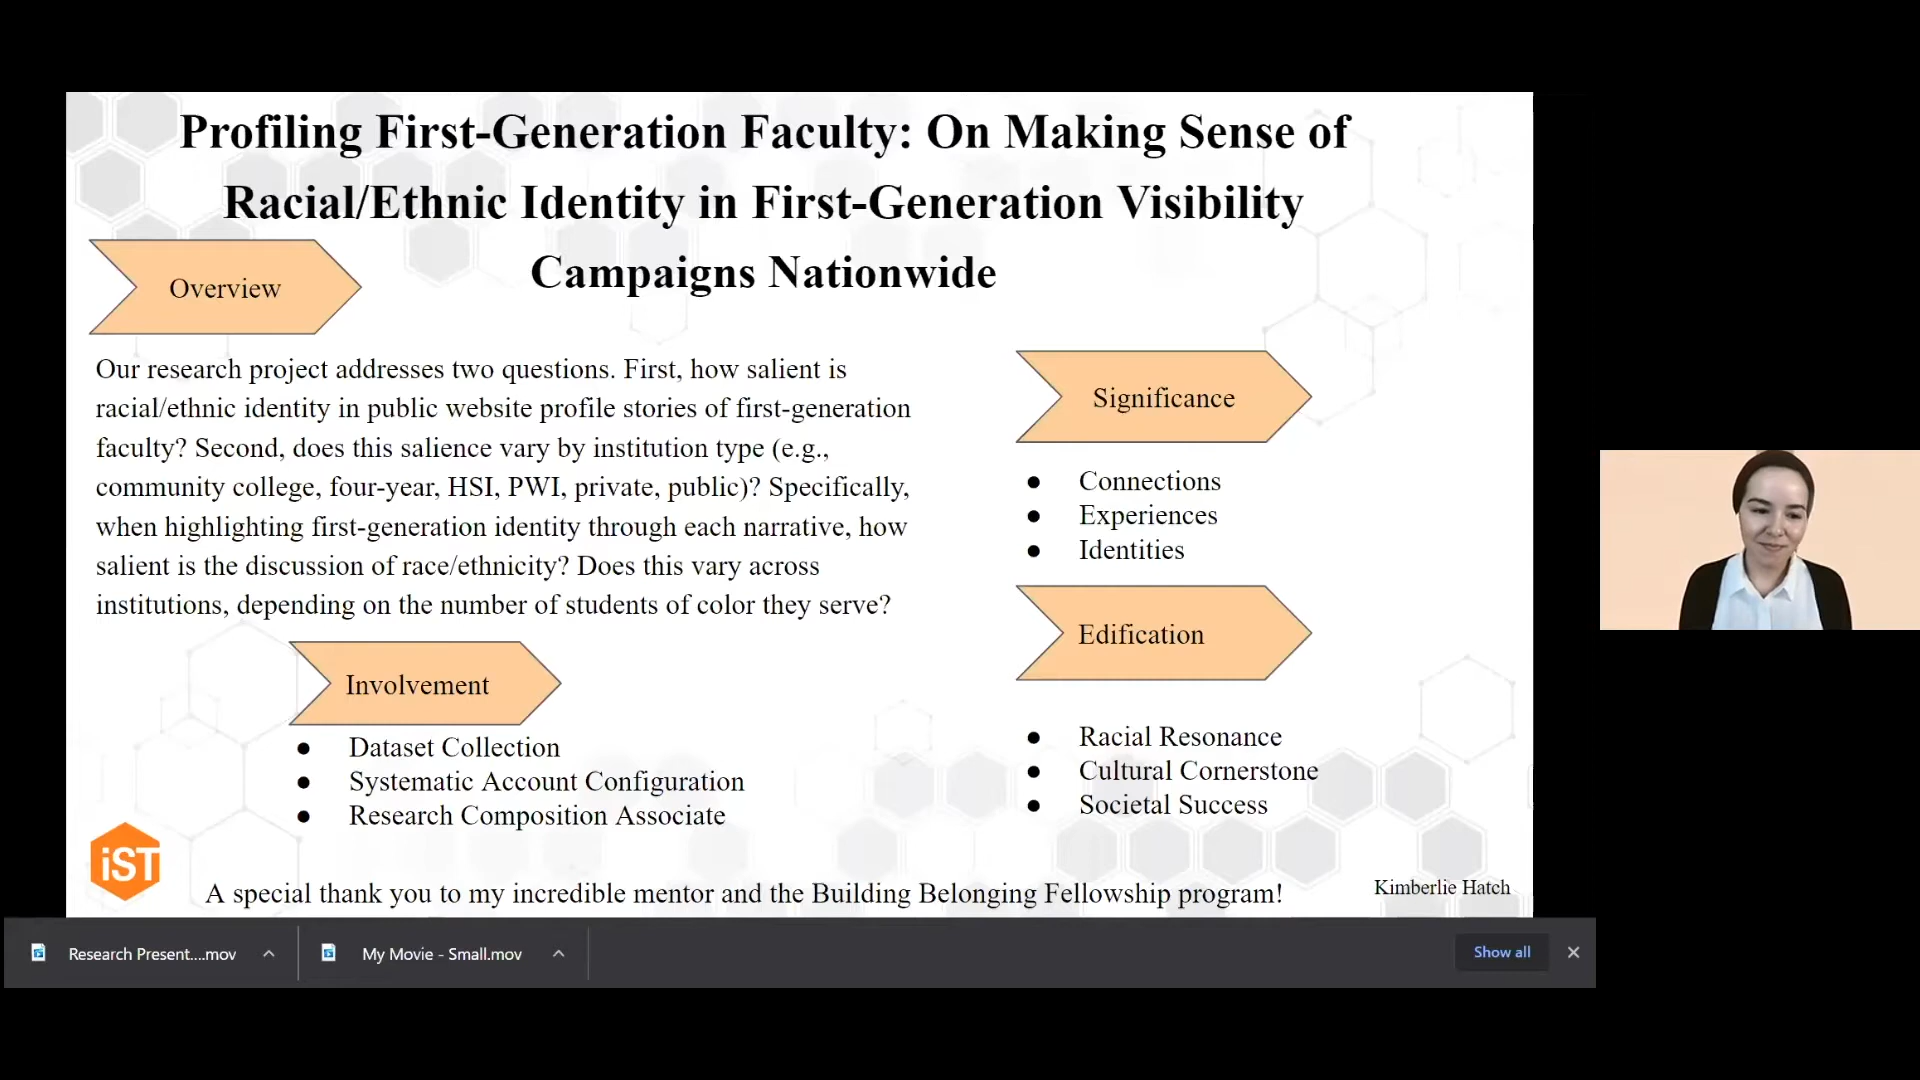 Profiling First-Generation Faculty: On Making Sense of
Racial/Ethnic Identity in First-Generation Visibility
Campaigns Nationwide
Overview
Our research project addresses two questions. First, how salient is
racial/ethnic identity in public website profile stories of first-generation
faculty? Second, does this salience vary by institution type (e.g.,
community college, four-year, HSI, PWI, private, public)? Specifically,
when highlighting first-generation identity through each narrative, how
salient is the discussion of race/ethnicity? Does this vary across
institutions, depending on the number of students of color they serve?
Involvement
● Dataset Collection
● Systematic Account Configuration
● Research Composition Associate
Significance
● Connections
● Experiences
● Identities
Edification
● Racial Resonance
● Cultural Cornerstone
● Societal Success
iST
A special thank you to my incredible mentor and the Building Belonging Fellowship program!
Kimberlie Hatch
Research Present....mov
My Movie - Small.mov
Show all